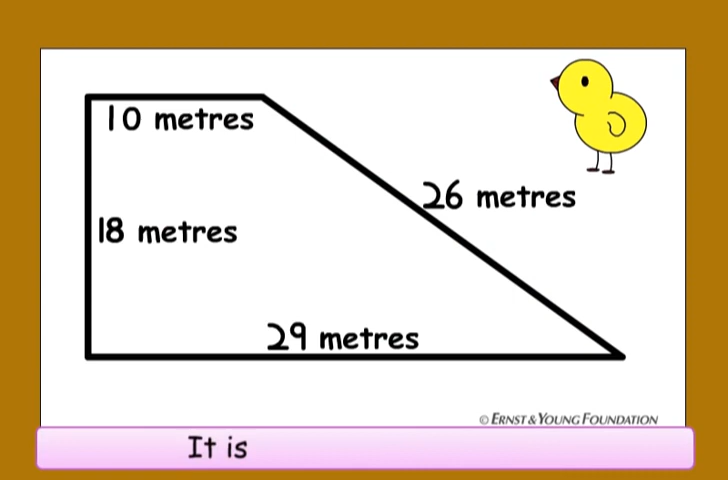 10 metres
26 metres
18 metres
29 metres
© ERNST & YOUNG FOUNDATION
It is